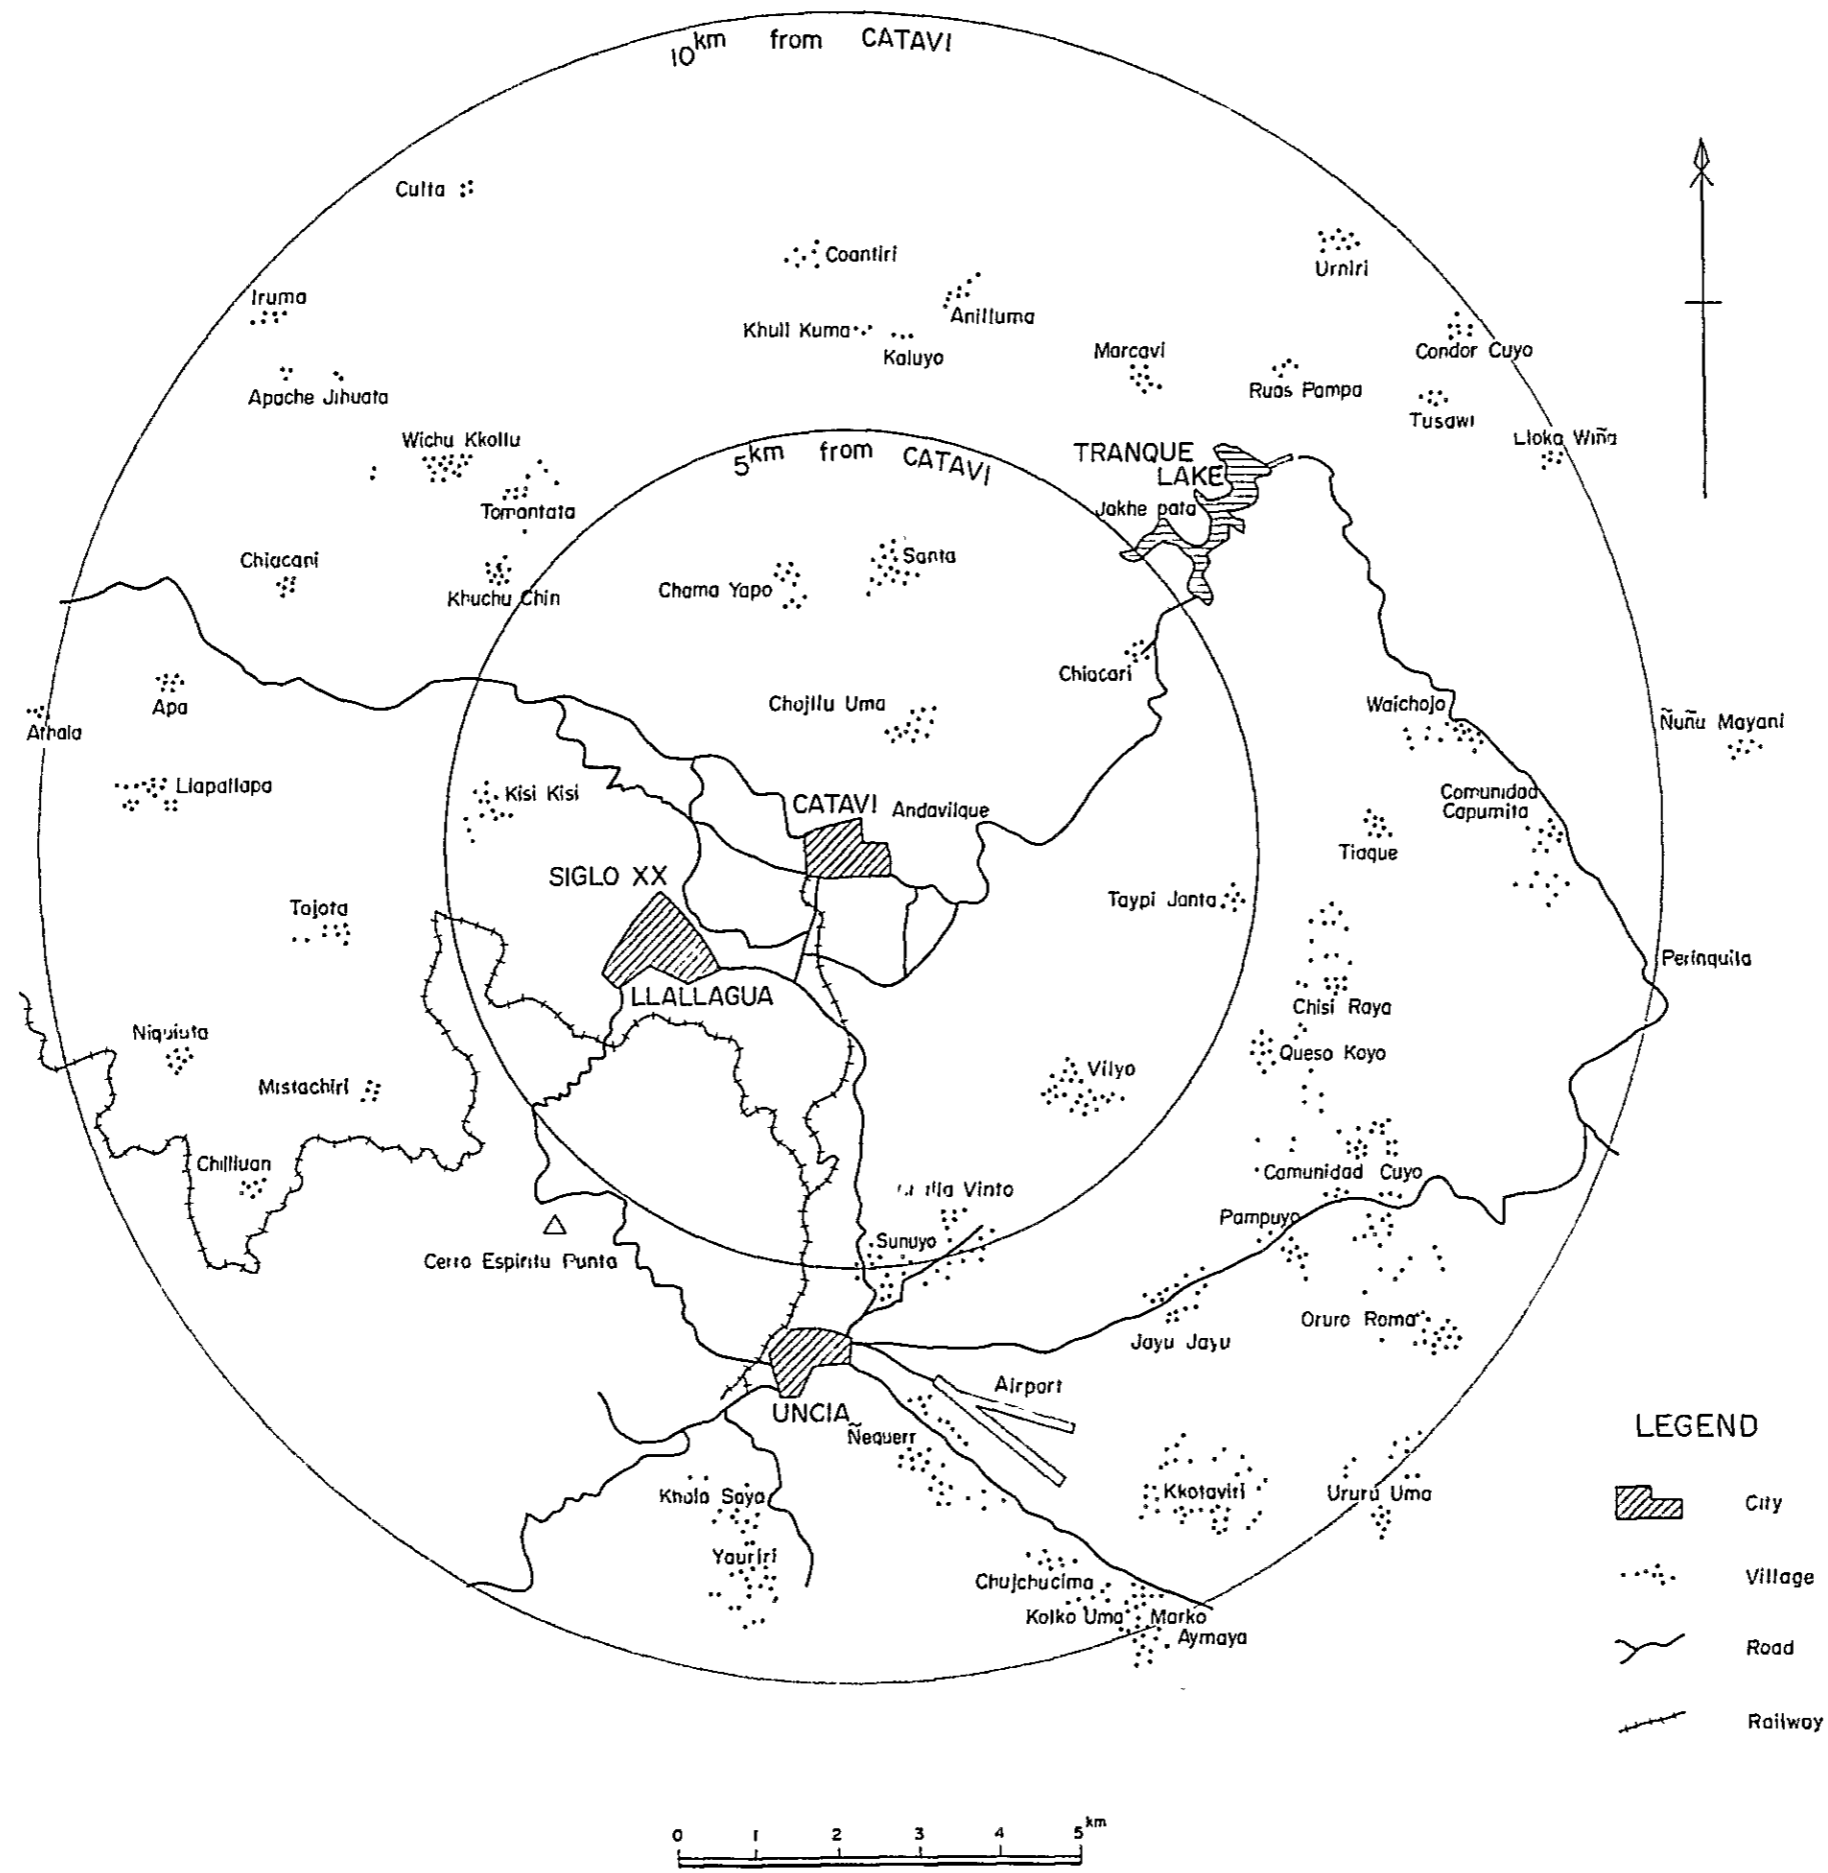 10km from CATAVI
Culta
Coantiri
Urniri
Iruma
Anilluma
Khull Kuma
Kaluyo
Marcavi
Condor Cuyo
Apache Jihuata
Ruas Pampa
Tusawi
Wichu Kkollu
Lloka Wiña
5km from CATAVI
TRANQUE
LAKE
Tomantata
Jakhe pata
Chiacani
Santa
Khuchu Chin
Chama Yapo
Chiacari
Apa
Chojllu Uma
Waichojo
Ñuñu Mayani
Llapallapa
Kisi Kisi
CATAVI
Andavilque
Comunidad
Capumita
Tiaque
SIGLO XX
Tajota
Taypi Janta
Perinquila
LLALLAGUA
Chisi Raya
Niquiuta
Queso Koyo
Mistachiri
Vilyo
Chilliuan
Camunidad Cuyo
Vinto
Pampuyo
Sunuyo
Cerro Espiritu Punta
Oruro Roma
Jayu Jayu
Airport
UNCIA
Ñequerr
LEGEND
Khala Saya
Kkotaviri
Ururu Uma
City
Yauriri
Chujchucima
Village
Kolko Uma
Marko
Aymaya
Road
Railway
0 1 2 3 4 5km